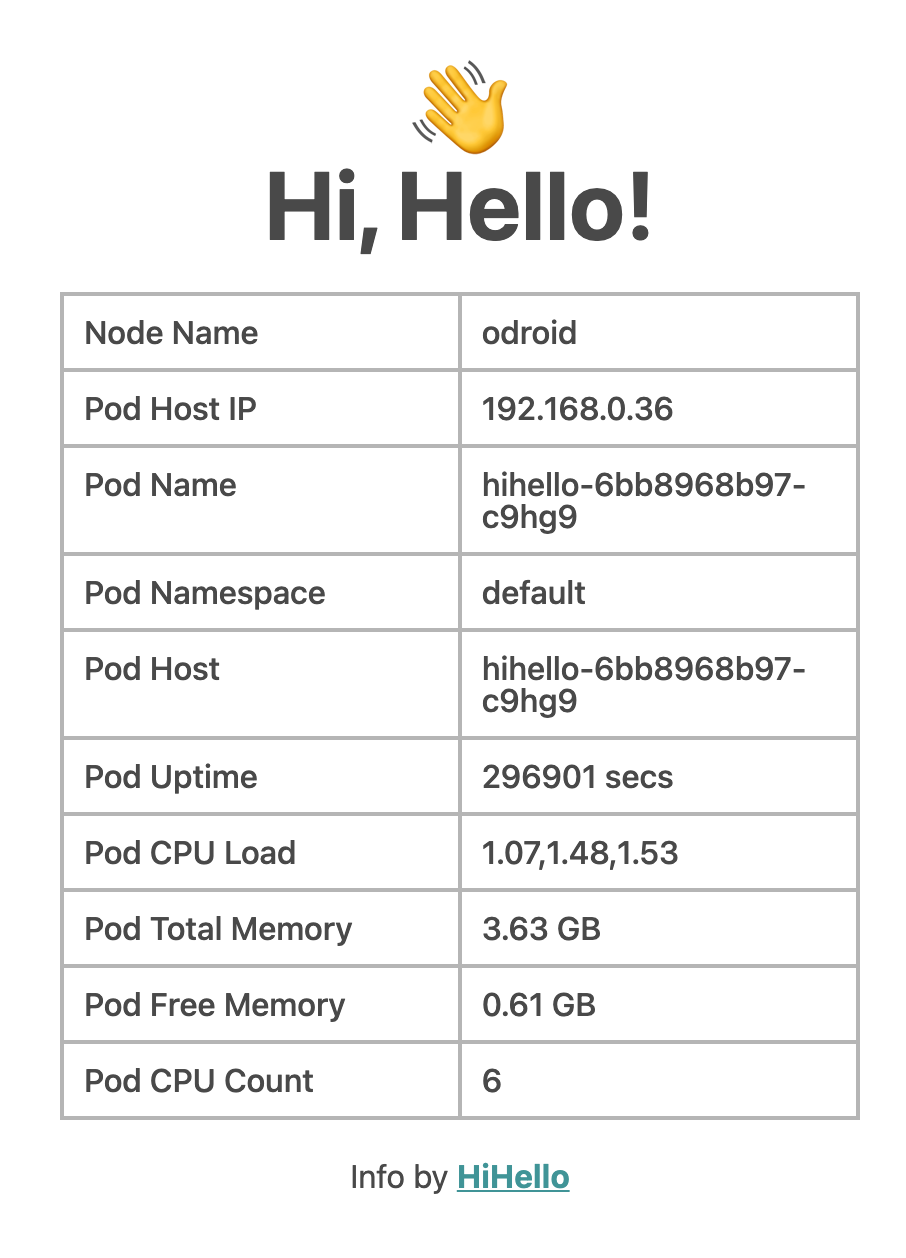 Hi, Hello!
Node Name odroid
Pod Host IP 192.168.0.36
Pod Name hihello-6bb8968b97-
c9hg9
Pod Namespace default
Pod Host hihello-6bb8968b97-
c9hg9
Pod Uptime 296901 secs
Pod CPU Load 1.07,1.48,1.53
Pod Total Memory 3.63 GB
Pod Free Memory 0.61 GB
Pod CPU Count 6
Info by HiHello